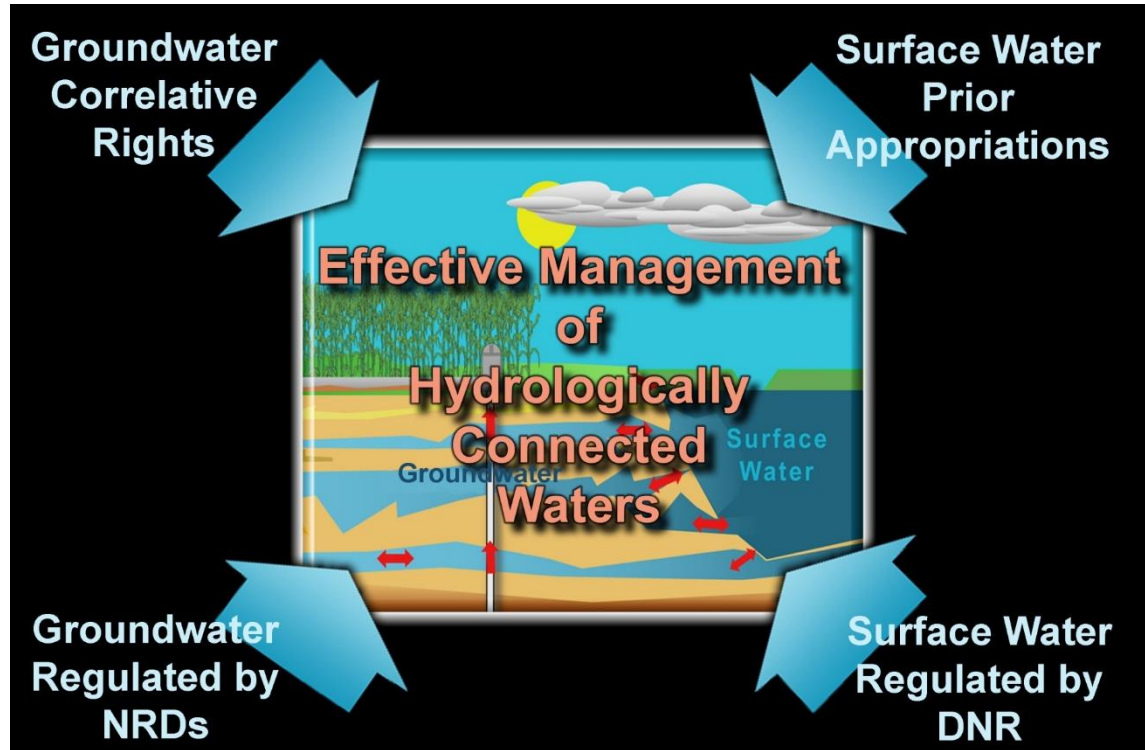 Groundwater
Correlative
Rights
Surface Water
Prior
Appropriations
Effective Management
of
Hydrologically
Connected
Waters
Groundwater
Surface
Water
Groundwater
Regulated by
NRDs
Surface Water
Regulated by
DNR